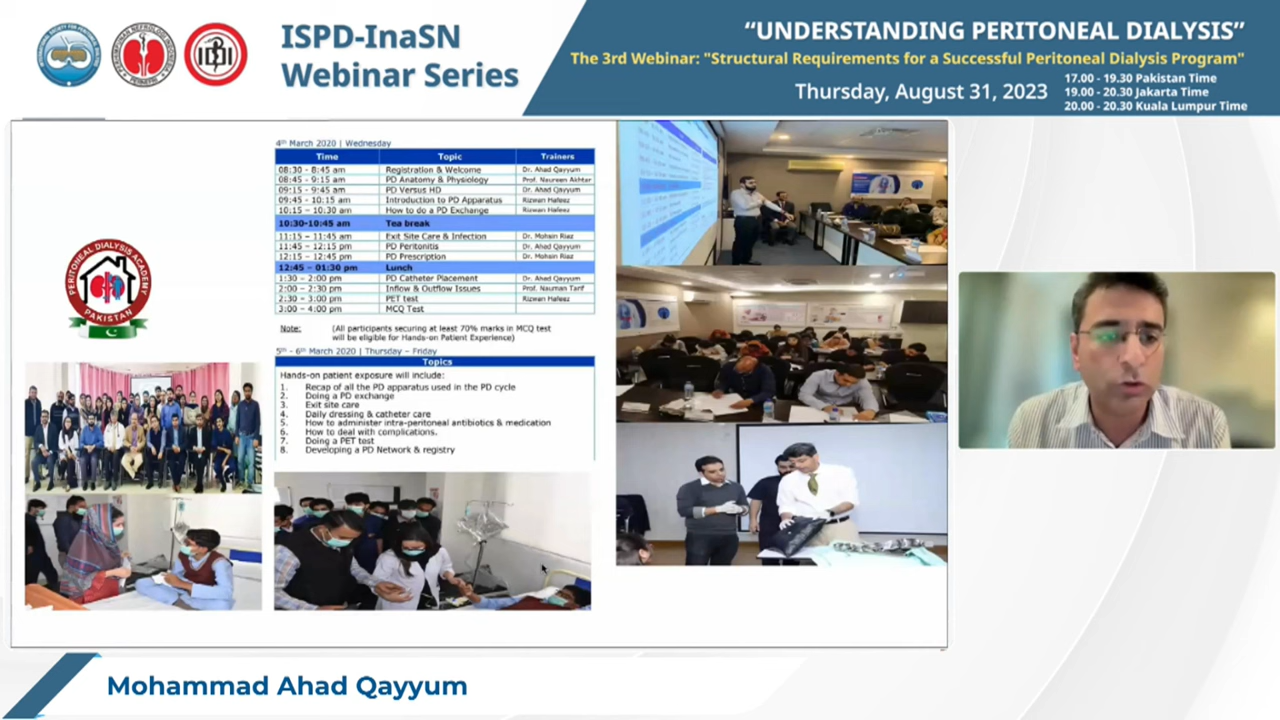 ISPD-InaSN
Webinar Series
“UNDERSTANDING PERITONEAL DIALYSIS”
The 3rd Webinar: "Structural Requirements for a Successful Peritoneal Dialysis Program"
Thursday, August 31, 2023
17.00 - 19.30 Pakistan Time
19.00 - 20.30 Jakarta Time
20.00 - 20.30 Kuala Lumpur Time
PERITONEAL DIALYSIS ACADEMY
PAKISTAN
4th March 2020 | Wednesday
Time Topic Trainers
08:30 - 8:45 am Registration & Welcome Dr. Ahad Qayyum
08:45 - 9:15 am PD Anatomy & Physiology Prof. Naureen Akhtar
09:15 - 9:45 am PD Versus HD Dr. Ahad Qayyum
09:45 - 10:15 am Introduction to PD Apparatus Rizwan Hafeez
10:15 – 10:30 am How to do a PD Exchange Rizwan Hafeez
10:30-10:45 am Tea break
11:15 – 11:45 am Exit Site Care & Infection Dr. Mohsin Riaz
11:45 – 12:15 pm PD Peritonitis Dr. Ahad Qayyum
12:15 – 12:45 pm PD Prescription Dr. Mohsin Riaz
12:45 – 01:30 pm Lunch
1:30 – 2:00 pm PD Catheter Placement Dr. Ahad Qayyum
2:00 – 2:30 pm Inflow & Outflow Issues Prof. Nauman Tarif
2:30 – 3:00 pm PET test Rizwan Hafeez
3:00 – 4:00 pm MCQ Test
Note: (All participants securing at least 70% marks in MCQ test
will be eligible for Hands-on Patient Experience)
5th - 6th March 2020 | Thursday – Friday
Topics
Hands-on patient exposure will include:
1. Recap of all the PD apparatus used in the PD cycle
2. Doing a PD exchange
3. Exit site care
4. Daily dressing & catheter care
5. How to administer intra-peritoneal antibiotics & medication
6. How to deal with complications.
7. Doing a PET test
8. Developing a PD Network & registry
Mohammad Ahad Qayyum